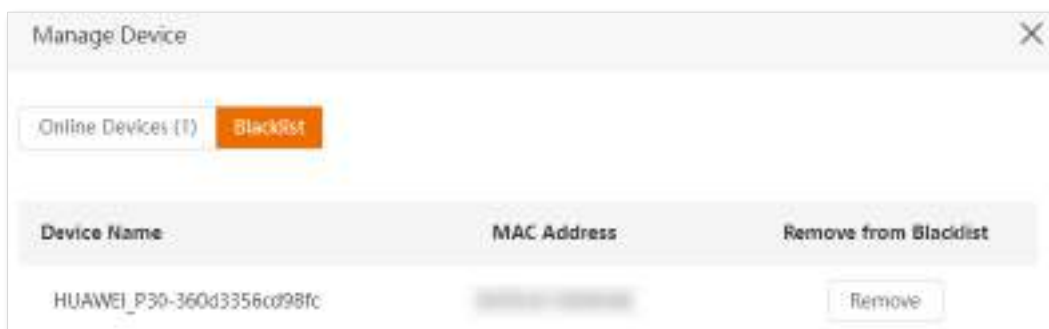 Manage Device
Online Devices (1) Blacklist
Device Name MAC Address Remove from Blacklist
HUAWEI_P30-360d3356cd98fc Remove